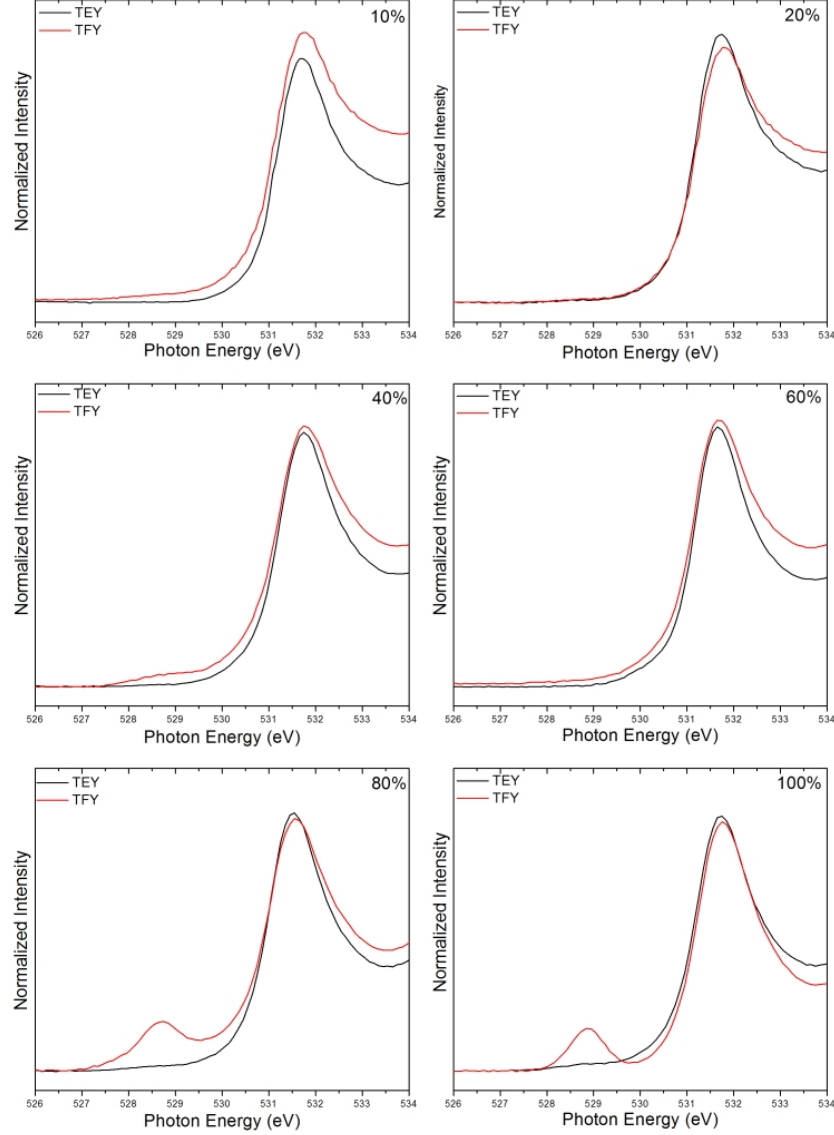 TEY
TFY
10%
Normalized Intensity
526 527 528 529 530 531 532 533 534
Photon Energy (eV)
TEY
TFY
20%
Normalized Intensity
526 527 528 529 530 531 532 533 534
Photon Energy (eV)
TEY
TFY
40%
Normalized Intensity
526 527 528 529 530 531 532 533 534
Photon Energy (eV)
TEY
TFY
60%
Normalized Intensity
526 527 528 529 530 531 532 533 534
Photon Energy (eV)
TEY
TFY
80%
Normalized Intensity
526 527 528 529 530 531 532 533 534
Photon Energy (eV)
TEY
TFY
100%
Normalized Intensity
526 527 528 529 530 531 532 533 534
Photon Energy (eV)